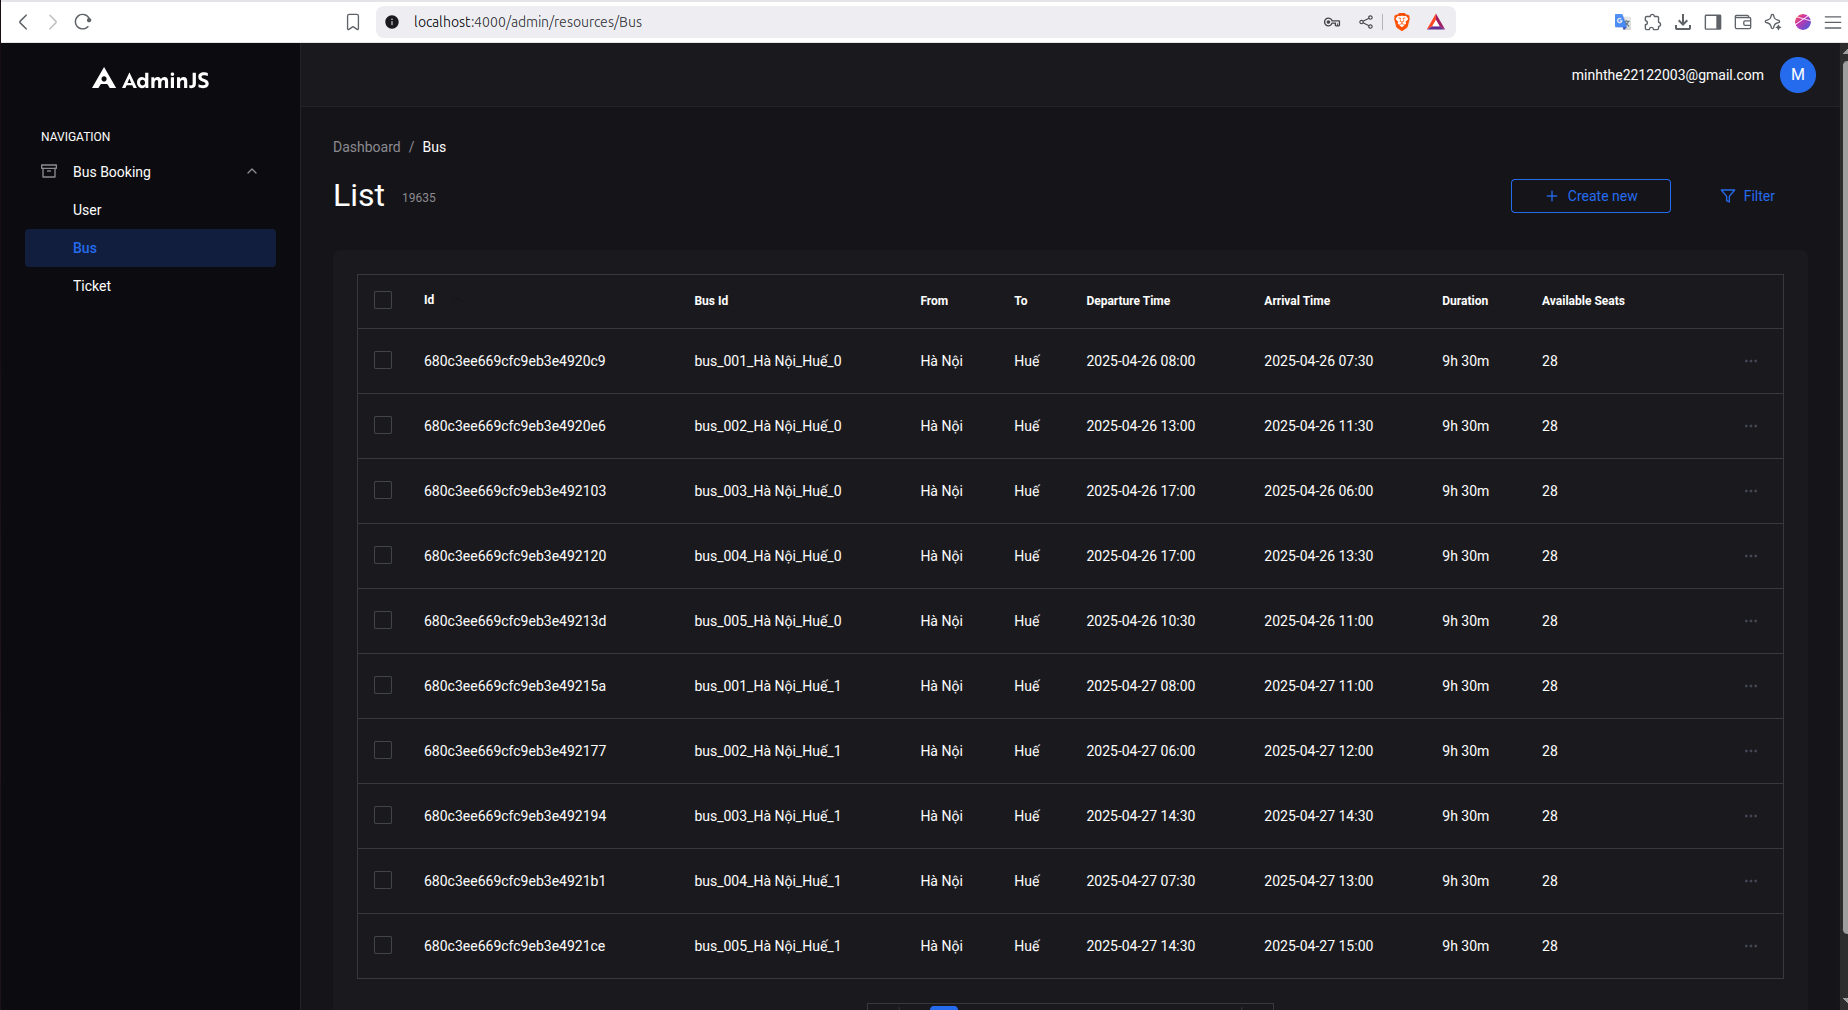 localhost:4000/admin/resources/Bus
AdminJS
minhthe22122003@gmail.com M
NAVIGATION
Bus Booking
User
Bus
Ticket
Dashboard / Bus
List 19635
+ Create new Filter
Id Bus Id From To Departure Time Arrival Time Duration Available Seats
680c3ee669cfc9eb3e4920c9 bus_001_Hà Nội_Huế_0 Hà Nội Huế 2025-04-26 08:00 2025-04-26 07:30 9h 30m 28
680c3ee669cfc9eb3e4920e6 bus_002_Hà Nội_Huế_0 Hà Nội Huế 2025-04-26 13:00 2025-04-26 11:30 9h 30m 28
680c3ee669cfc9eb3e492103 bus_003_Hà Nội_Huế_0 Hà Nội Huế 2025-04-26 17:00 2025-04-26 06:00 9h 30m 28
680c3ee669cfc9eb3e492120 bus_004_Hà Nội_Huế_0 Hà Nội Huế 2025-04-26 17:00 2025-04-26 13:30 9h 30m 28
680c3ee669cfc9eb3e49213d bus_005_Hà Nội_Huế_0 Hà Nội Huế 2025-04-26 10:30 2025-04-26 11:00 9h 30m 28
680c3ee669cfc9eb3e49215a bus_001_Hà Nội_Huế_1 Hà Nội Huế 2025-04-27 08:00 2025-04-27 11:00 9h 30m 28
680c3ee669cfc9eb3e492177 bus_002_Hà Nội_Huế_1 Hà Nội Huế 2025-04-27 06:00 2025-04-27 12:00 9h 30m 28
680c3ee669cfc9eb3e492194 bus_003_Hà Nội_Huế_1 Hà Nội Huế 2025-04-27 14:30 2025-04-27 14:30 9h 30m 28
680c3ee669cfc9eb3e4921b1 bus_004_Hà Nội_Huế_1 Hà Nội Huế 2025-04-27 07:30 2025-04-27 13:00 9h 30m 28
680c3ee669cfc9eb3e4921ce bus_005_Hà Nội_Huế_1 Hà Nội Huế 2025-04-27 14:30 2025-04-27 15:00 9h 30m 28